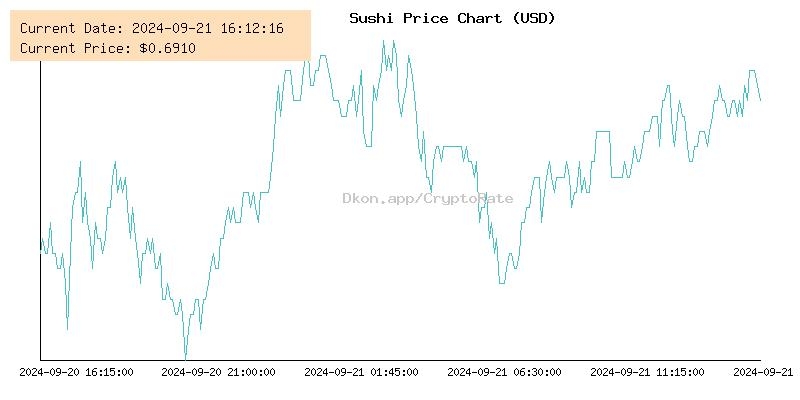 Sushi Price Chart (USD)
Current Date: 2024-09-21 16:12:16
Current Price: $0.6910
Dkon.app/CryptoRate
2024-09-20 16:15:00 2024-09-20 21:00:00 2024-09-21 01:45:00 2024-09-21 06:30:00 2024-09-21 11:15:00 2024-09-21